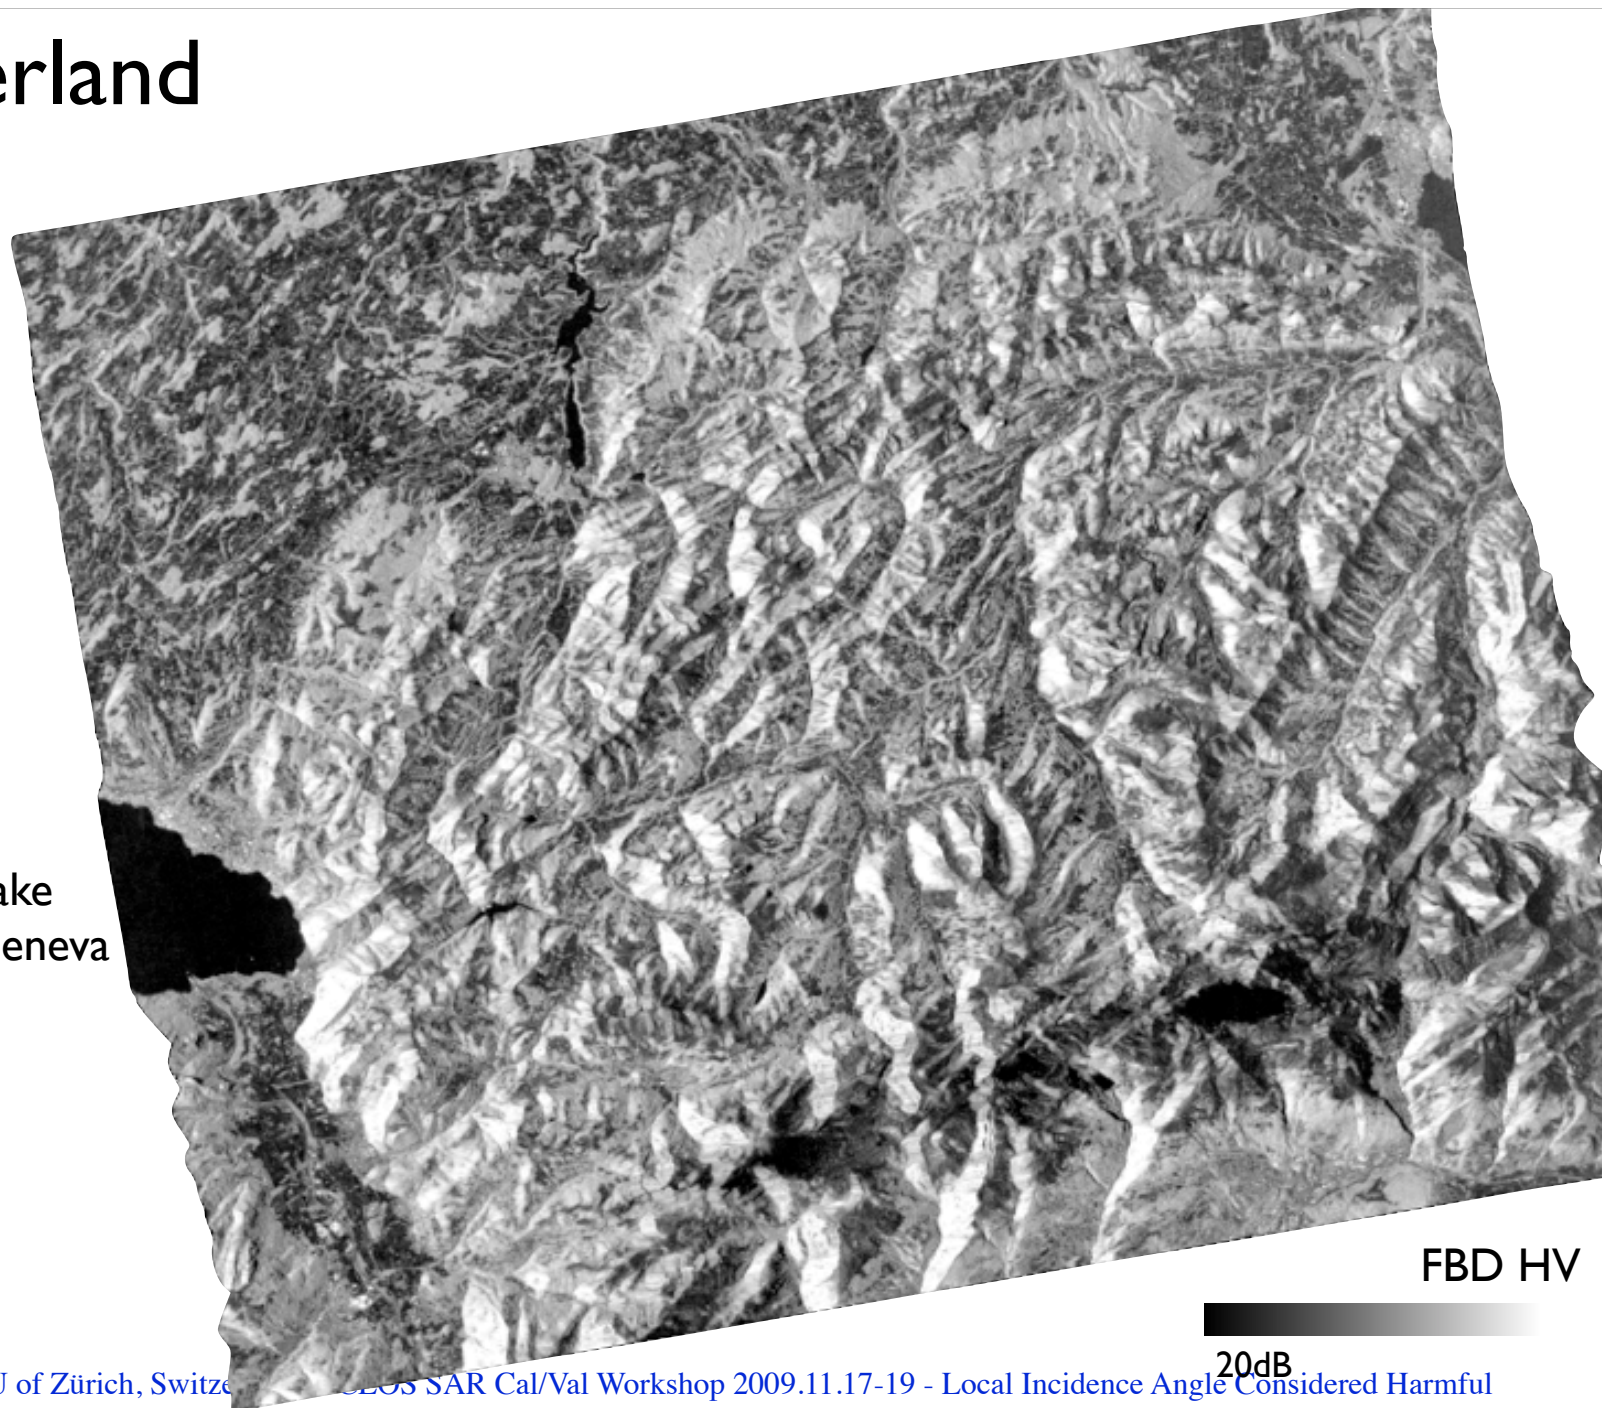 erland
ake
eneva
FBD HV
20dB
U of Zürich, Switze CEOS SAR Cal/Val Workshop 2009.11.17-19 - Local Incidence Angle Considered Harmful